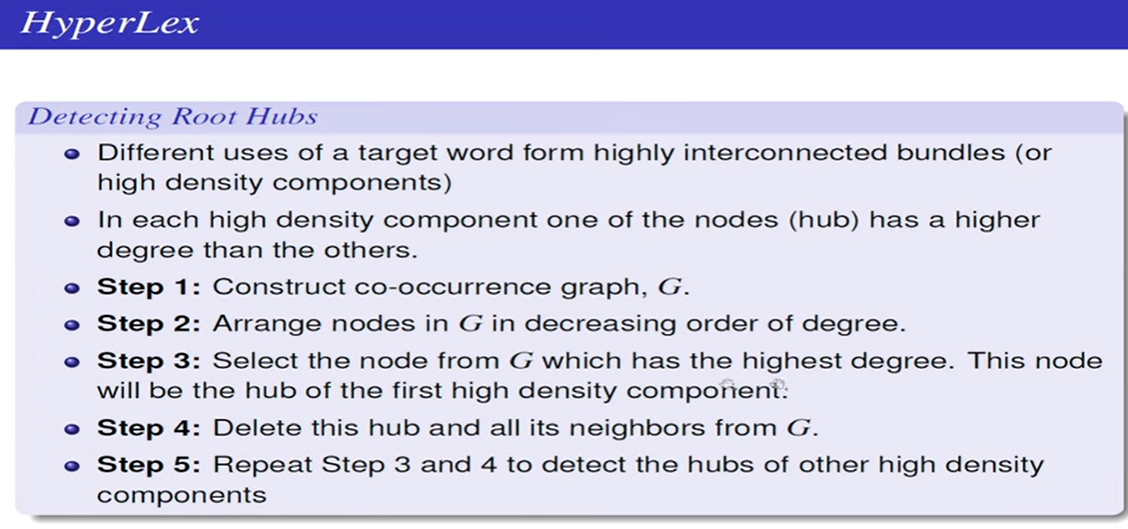 HyperLex
Detecting Root Hubs
Different uses of a target word form highly interconnected bundles (or
high density components)
In each high density component one of the nodes (hub) has a higher
degree than the others.
Step 1: Construct co-occurrence graph, G.
Step 2: Arrange nodes in G in decreasing order of degree.
Step 3: Select the node from G which has the highest degree. This node
will be the hub of the first high density component.
Step 4: Delete this hub and all its neighbors from G.
Step 5: Repeat Step 3 and 4 to detect the hubs of other high density
components